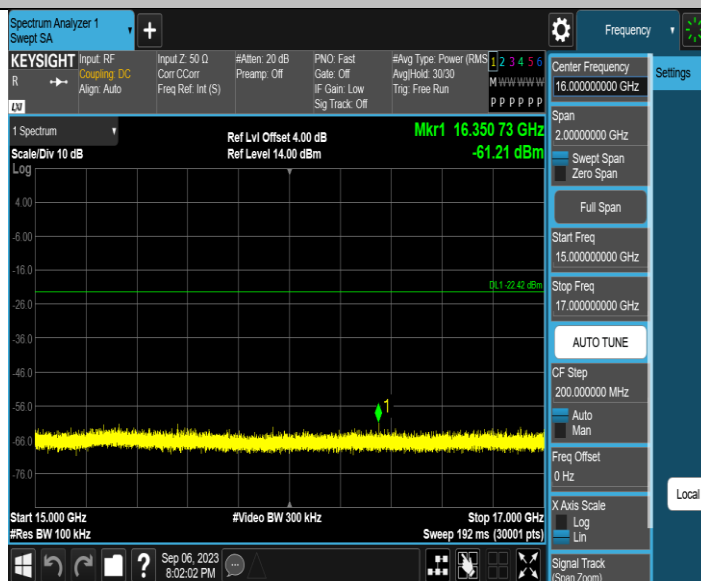 Spectrum Analyzer 1
Swept SA
+
Frequency
KEYSIGHT
R
LXI
Input: RF
Coupling: DC
Align: Auto
Input Z: 50 Ω
Corr CCorr
Freq Ref: Int (S)
#Atten: 20 dB
Preamp: Off
PNO: Fast
Gate: Off
IF Gain: Low
Sig Track: Off
#Avg Type: Power (RMS
Avg|Hold: 30/30
Trig: Free Run
1 2 3 4 5 6
M W W W W W
P P P P P P
1 Spectrum
Scale/Div 10 dB
Ref Lvl Offset 4.00 dB
Ref Level 14.00 dBm
Mkr1 16.350 73 GHz
-61.21 dBm
Log
4.00
-6.00
-16.0
DL1 -22.42 dBm
-26.0
-36.0
-46.0
-56.0
1
-66.0
-76.0
Start 15.000 GHz
#Video BW 300 kHz
Stop 17.000 GHz
#Res BW 100 kHz
Sweep 192 ms (30001 pts)
?
Sep 06, 2023
8:02:02 PM
Center Frequency
16.000000000 GHz
Settings
Span
2.00000000 GHz
Swept Span
Zero Span
Full Span
Start Freq
15.000000000 GHz
Stop Freq
17.000000000 GHz
AUTO TUNE
CF Step
200.000000 MHz
Auto
Man
Freq Offset
0 Hz
X Axis Scale
Log
Lin
Local
Signal Track
(Span Zoom)